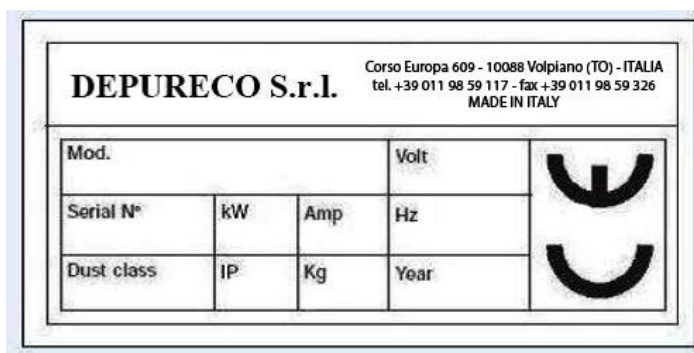 DEPURECO S.r.l.
Corso Europa 609 - 10088 Volpiano (TO) - ITALIA
tel. +39 011 98 59 117 - fax +39 011 98 59 326
MADE IN ITALY
Mod. Volt
Serial N° kW Amp Hz
Dust class IP Kg Year
CE